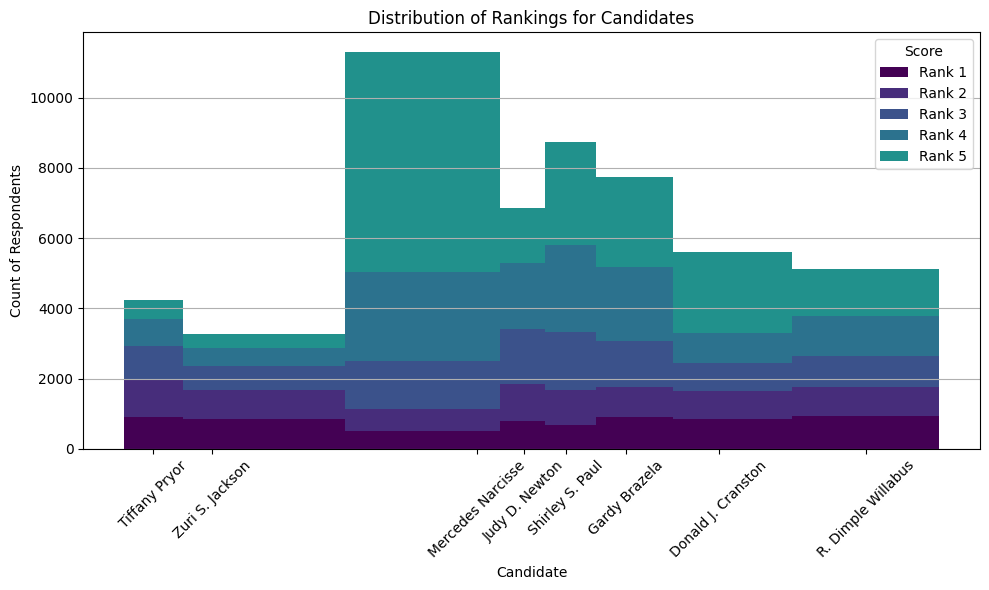 Distribution of Rankings for Candidates
Score
Rank 1
Rank 2
Rank 3
Rank 4
Rank 5
Count of Respondents
10000
8000
6000
4000
2000
0
Tiffany Pryor
Zuri S. Jackson
Mercedes Narcisse
Judy D. Newton
Shirley S. Paul
Gardy Brazela
Donald J. Cranston
R. Dimple Willabus
Candidate